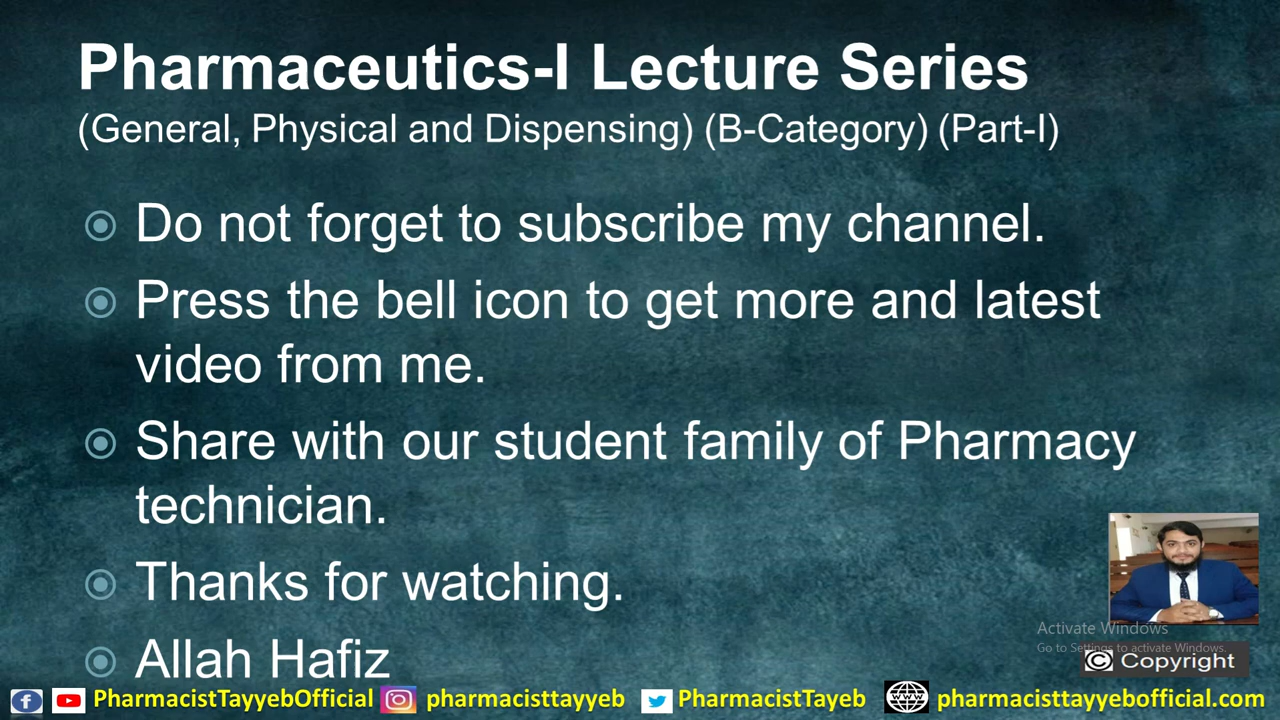 Pharmaceutics-I Lecture Series
(General, Physical and Dispensing) (B-Category) (Part-I)
Do not forget to subscribe my channel.
Press the bell icon to get more and latest
video from me.
Share with our student family of Pharmacy
technician.
Thanks for watching.
Allah Hafiz
Activate Windows
Go to Settings to activate Windows.
© Copyright
PharmacistTayyebOfficial pharmacisttayyeb PharmacistTayeb WWW pharmacisttayyebofficial.com